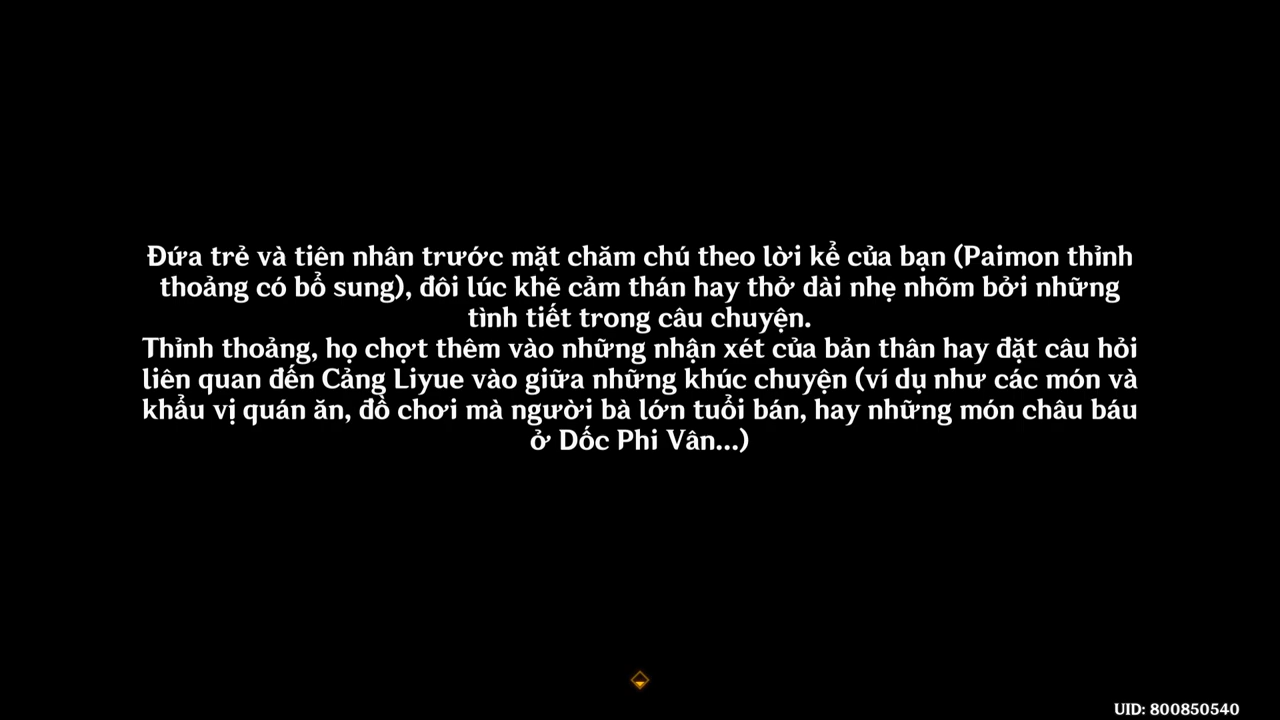 Đứa trẻ và tiên nhân trước mặt chăm chú theo lời kể của bạn (Paimon thỉnh
thoảng có bổ sung), đôi lúc khẽ cảm thán hay thở dài nhẹ nhõm bởi những
tình tiết trong câu chuyện.
Thỉnh thoảng, họ chợt thêm vào những nhận xét của bản thân hay đặt câu hỏi
liên quan đến Cảng Liyue vào giữa những khúc chuyện (ví dụ như các món và
khẩu vị quán ăn, đồ chơi mà người bà lớn tuổi bán, hay những món châu báu
ở Dốc Phi Vân...)
UID: 800850540